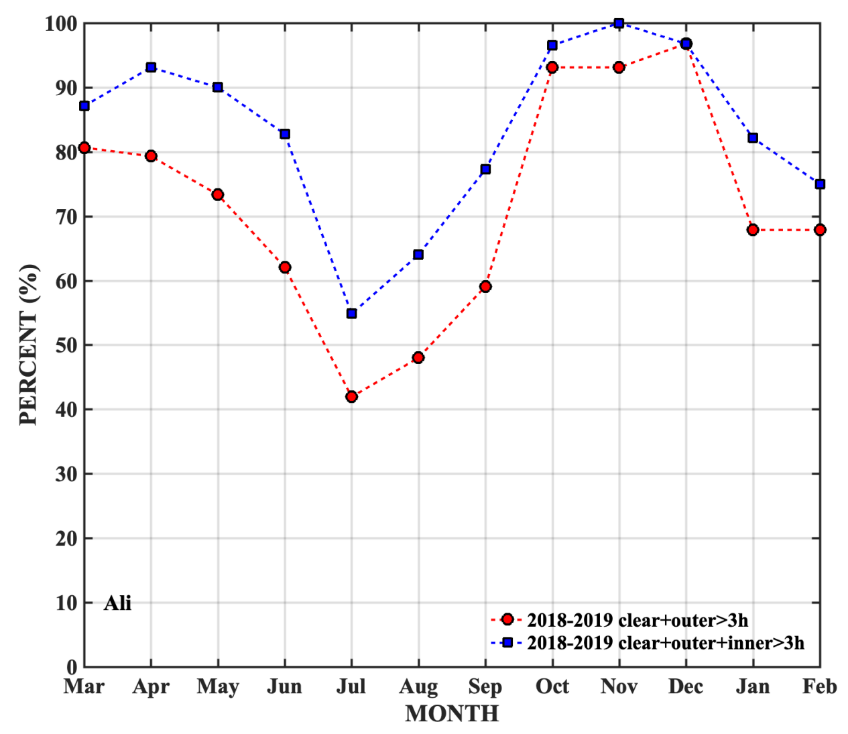 100
90
80
70
60
50
40
30
20
10
0
PERCENT (%)
Ali
2018-2019 clear+outer>3h
2018-2019 clear+outer+inner>3h
Mar Apr May Jun Jul Aug Sep Oct Nov Dec Jan Feb
MONTH